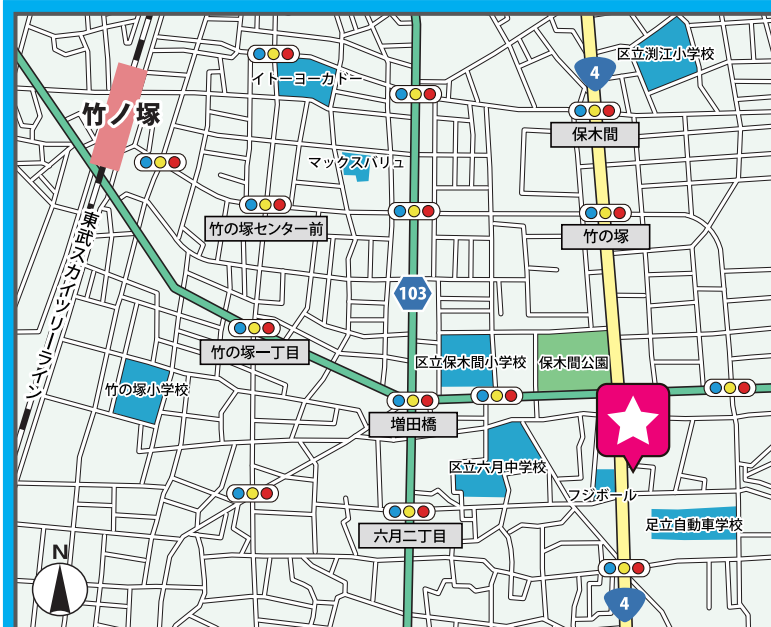 区立渕江小学校
4
イトーヨーカドー
竹ノ塚
保木間
マックスバリュ
竹の塚センター前
竹の塚
東武スカイツリーライン
103
竹の塚一丁目
区立保木間小学校
保木間公園
竹の塚小学校
増田橋
区立六月中学校
フジボール
足立自動車学校
六月二丁目
N
4